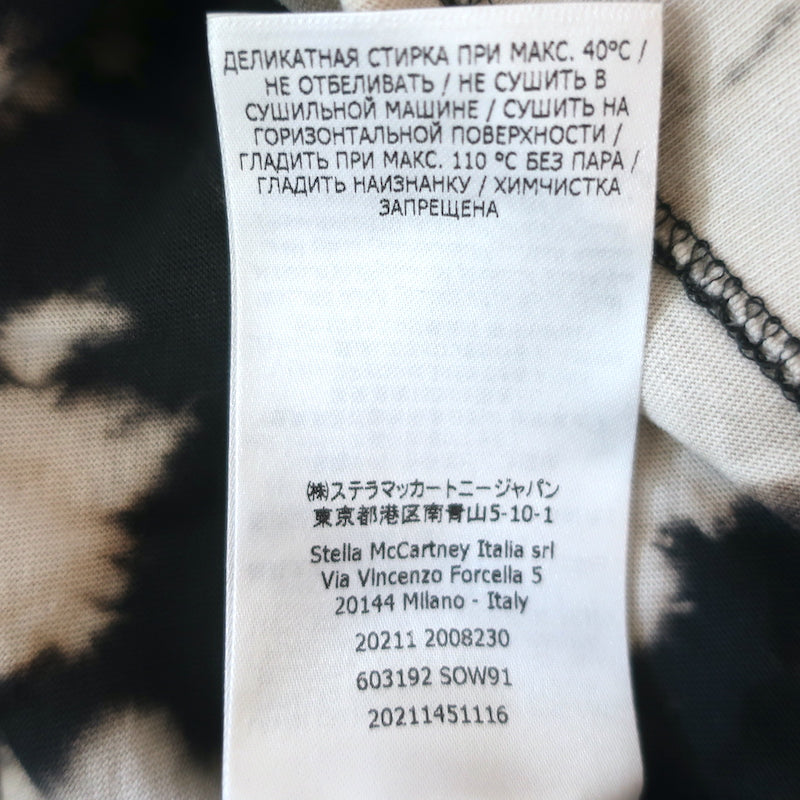 ДЕЛИКАТНАЯ СТИРКА ПРИ МАКС. 40ºC /
НЕ ОТБЕЛИВАТЬ / НЕ СУШИТЬ В
СУШИЛЬНОЙ МАШИНЕ / СУШИТЬ НА
ГОРИЗОНТАЛЬНОЙ ПОВЕРХНОСТИ /
ГЛАДИТЬ ПРИ МАКС. 110 ºC БЕЗ ПАРА /
ГЛАДИТЬ НАИЗНАНКУ / ХИМЧИСТКА
ЗАПРЕЩЕНА
㈱ステラマッカートニージャパン
東京都港区南青山5-10-1
Stella McCartney Italia srl
Via Vincenzo Forcella 5
20144 Milano - Italy
20211 2008230
603192 SOW91
20211451116